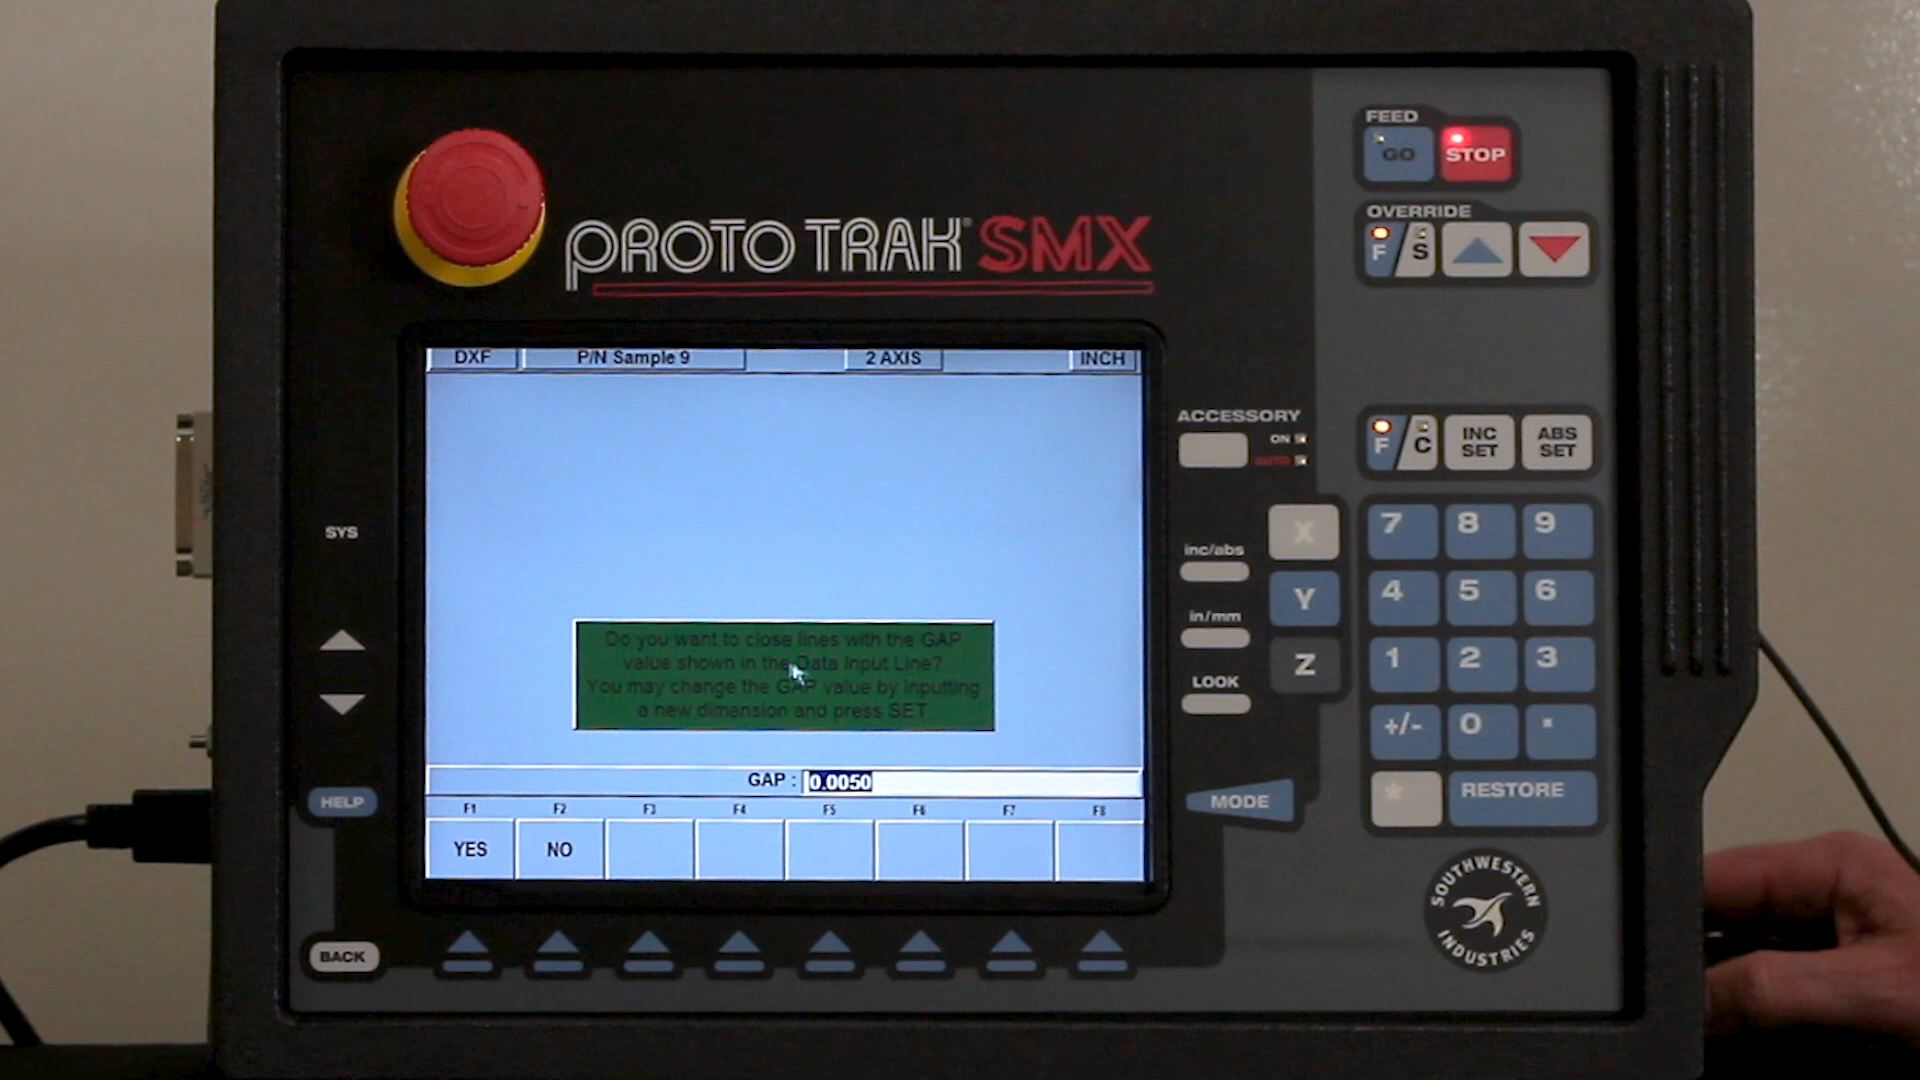 FEED
GO
STOP
OVERRIDE
F
S
PROTO TRAK® SMX
DXF
P/N Sample 9
2 AXIS
INCH
ACCESSORY
ON
AUTO
F
C
INC SET
ABS SET
SYS
X
7
8
9
inc/abs
Y
4
5
6
in/mm
Do you want to close lines with the GAP
value shown in the Data Input Line?
You may change the GAP value by inputting
a new dimension and press SET
Z
1
2
3
LOOK
+/-
0
.
GAP : 0.0050
HELP
MODE
*
RESTORE
F1
F2
F3
F4
F5
F6
F7
F8
YES
NO
SOUTHWESTERN
INDUSTRIES
BACK